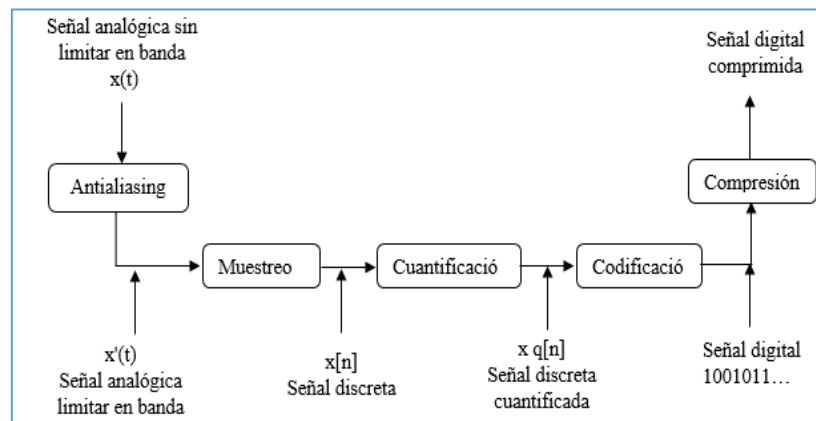 Señal analógica sin
limitar en banda
x(t)
Señal digital
comprimida
Antialiasing
Compresión
Muestreo
Cuantificació
Codificació
x'(t)
Señal analógica
limitar en banda
x[n]
Señal discreta
x q[n]
Señal discreta
cuantificada
Señal digital
1001011…